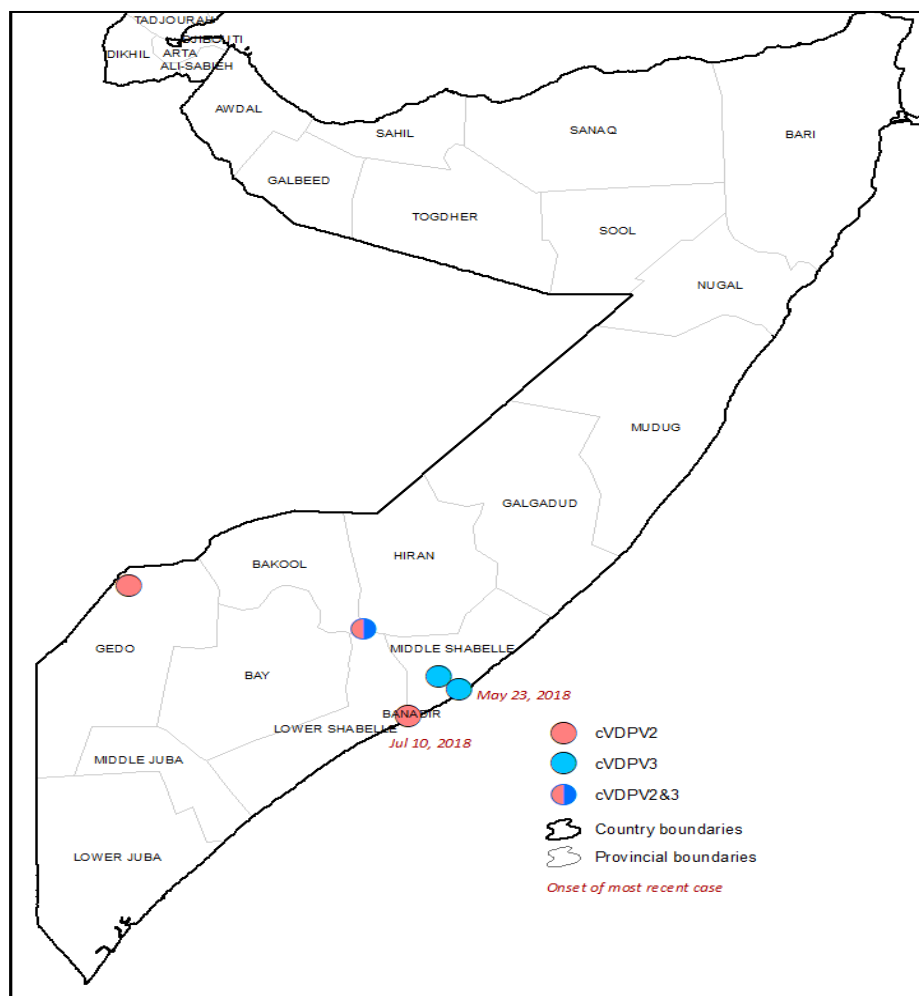 TADJOURAH
DJIBOUTI
DIKHIL
ARTA
ALI-SABIEH
AWDAL
SAHIL
SANAQ
BARI
GALBEED
TOGDHER
SOOL
NUGAL
MUDUG
GALGADUD
HIRAN
BAKOOL
GEDO
MIDDLE SHABELLE
BAY
May 23, 2018
BANADIR
LOWER SHABELLE
Jul 10, 2018
MIDDLE JUBA
LOWER JUBA
cVDPV2
cVDPV3
cVDPV2&3
Country boundaries
Provincial boundaries
Onset of most recent case